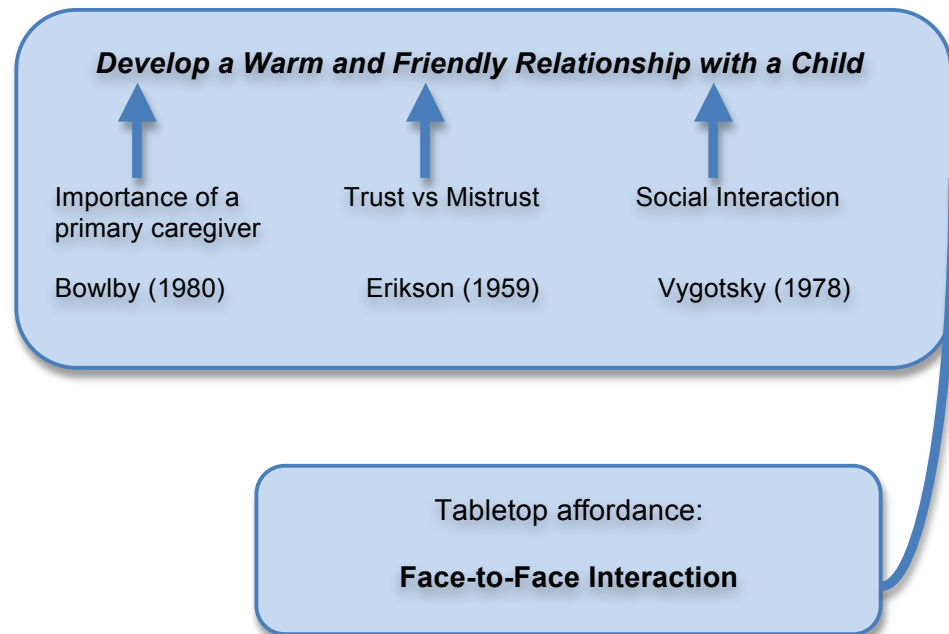 Develop a Warm and Friendly Relationship with a Child
Importance of a
primary caregiver
Bowlby (1980)
Trust vs Mistrust
Erikson (1959)
Social Interaction
Vygotsky (1978)
Tabletop affordance:
Face-to-Face Interaction